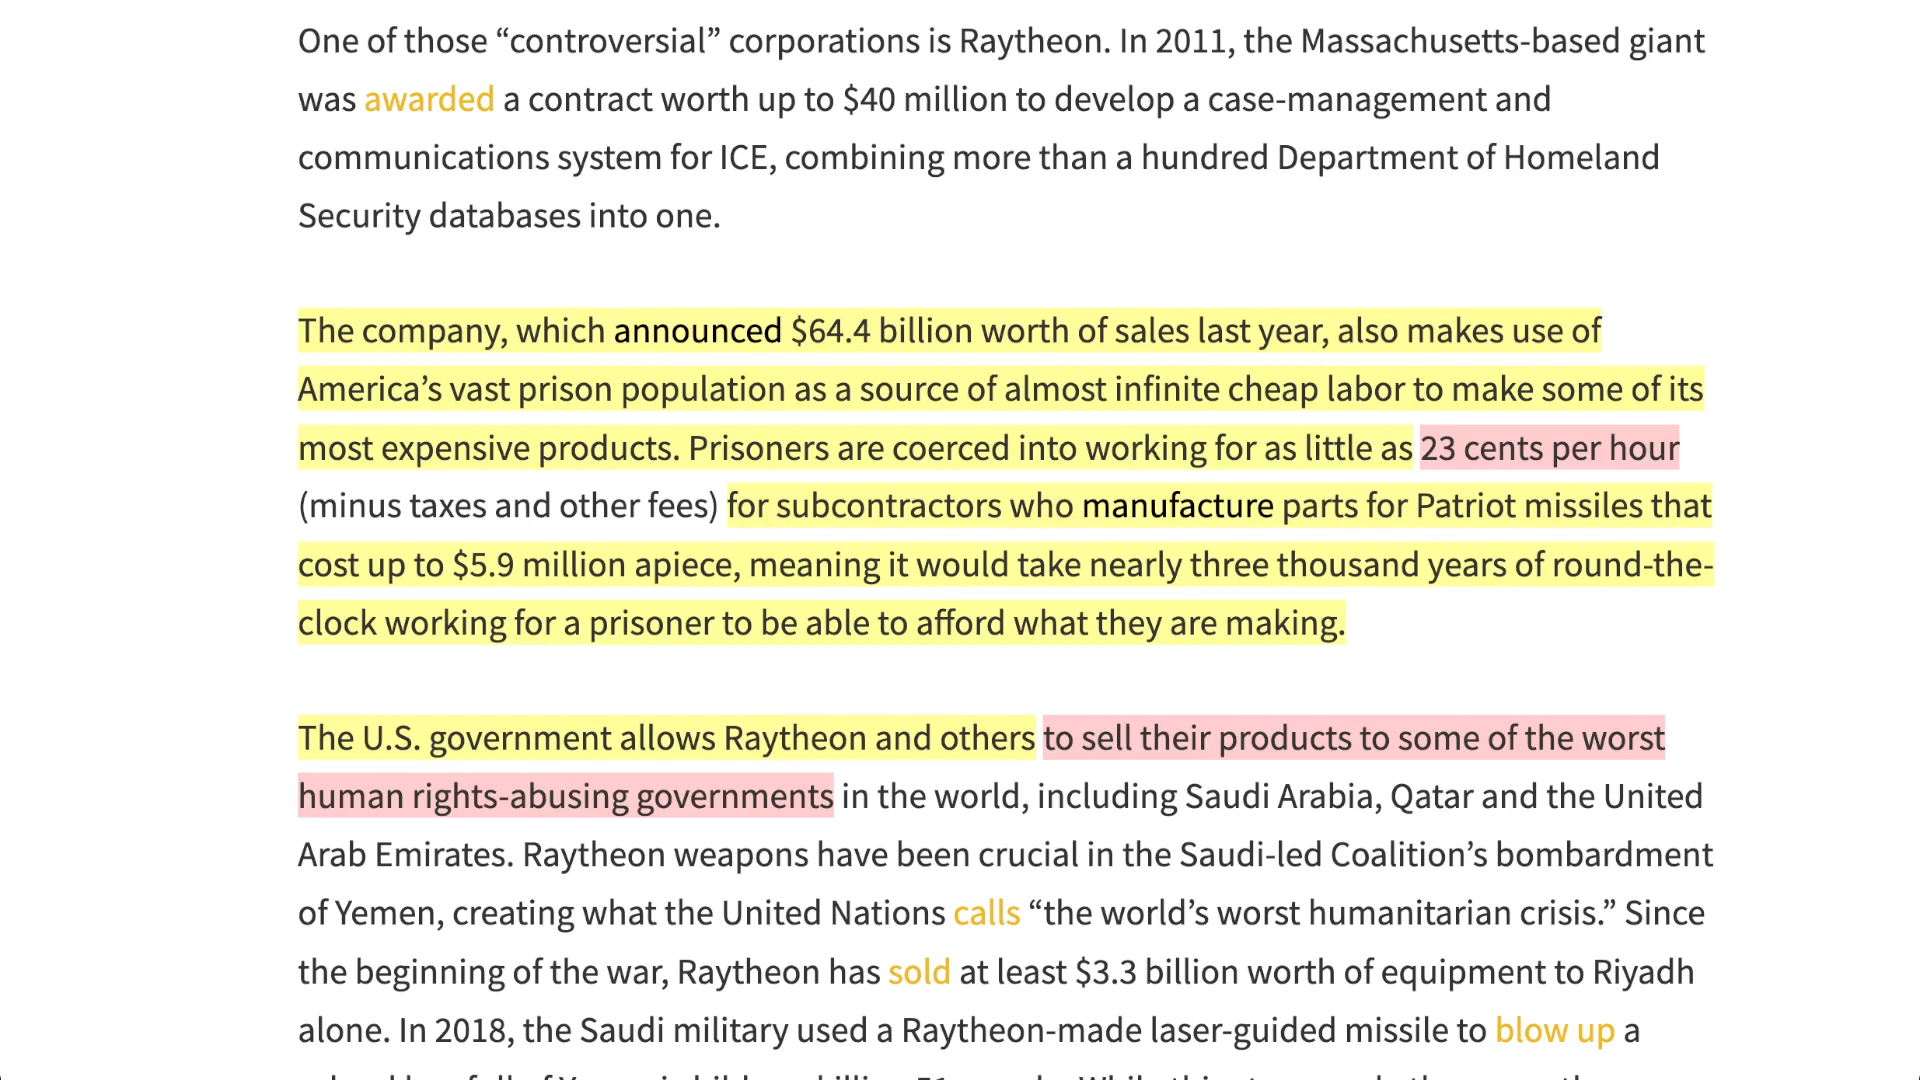 One of those “controversial” corporations is Raytheon. In 2011, the Massachusetts-based giant
was awarded a contract worth up to $40 million to develop a case-management and
communications system for ICE, combining more than a hundred Department of Homeland
Security databases into one.
The company, which announced $64.4 billion worth of sales last year, also makes use of
America’s vast prison population as a source of almost infinite cheap labor to make some of its
most expensive products. Prisoners are coerced into working for as little as 23 cents per hour
(minus taxes and other fees) for subcontractors who manufacture parts for Patriot missiles that
cost up to $5.9 million apiece, meaning it would take nearly three thousand years of round-the-
clock working for a prisoner to be able to afford what they are making.
The U.S. government allows Raytheon and others to sell their products to some of the worst
human rights-abusing governments in the world, including Saudi Arabia, Qatar and the United
Arab Emirates. Raytheon weapons have been crucial in the Saudi-led Coalition’s bombardment
of Yemen, creating what the United Nations calls “the world’s worst humanitarian crisis.” Since
the beginning of the war, Raytheon has sold at least $3.3 billion worth of equipment to Riyadh
alone. In 2018, the Saudi military used a Raytheon-made laser-guided missile to blow up a